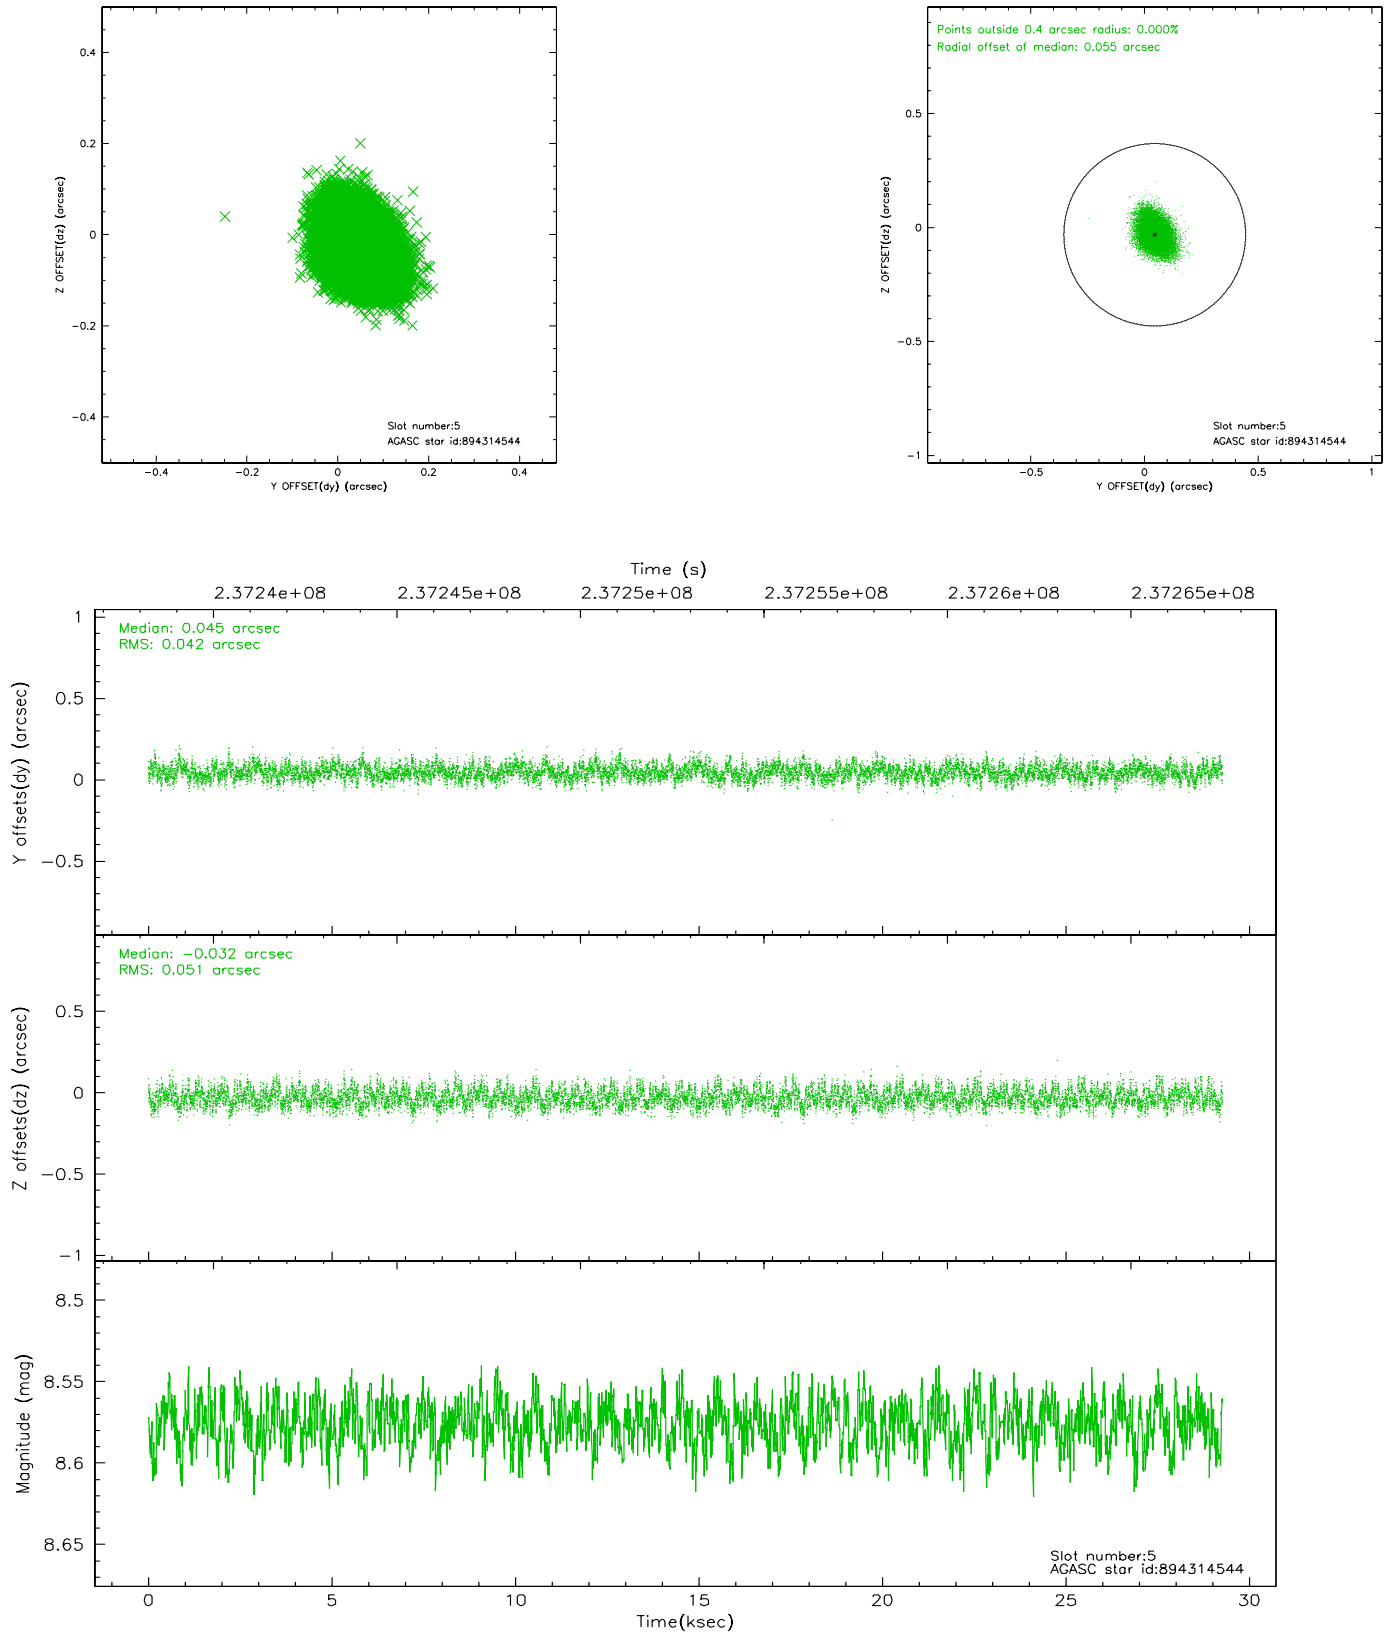 0.4
0.2
0
−0.2
−0.4
Z OFFSET(dz) (arcsec)
Slot number:5
AGASC star id:894314544
−0.4 −0.2 0 0.2 0.4
Y OFFSET(dy) (arcsec)
Points outside 0.4 arcsec radius: 0.000%
Radial offset of median: 0.055 arcsec
0.5
0
−0.5
−1
Z OFFSET(dz) (arcsec)
Slot number:5
AGASC star id:894314544
−0.5 0 0.5 1
Y OFFSET(dy) (arcsec)
Time (s)
2.3724e+08 2.37245e+08 2.3725e+08 2.37255e+08 2.3726e+08 2.37265e+08
Median: 0.045 arcsec
RMS: 0.042 arcsec
1
0.5
0
−0.5
Y offsets(dy) (arcsec)
Median: −0.032 arcsec
RMS: 0.051 arcsec
0.5
0
−0.5
−1
Z offsets(dz) (arcsec)
8.5
8.55
8.6
8.65
Magnitude (mag)
Slot number:5
AGASC star id:894314544
0 5 10 15 20 25 30
Time(ksec)